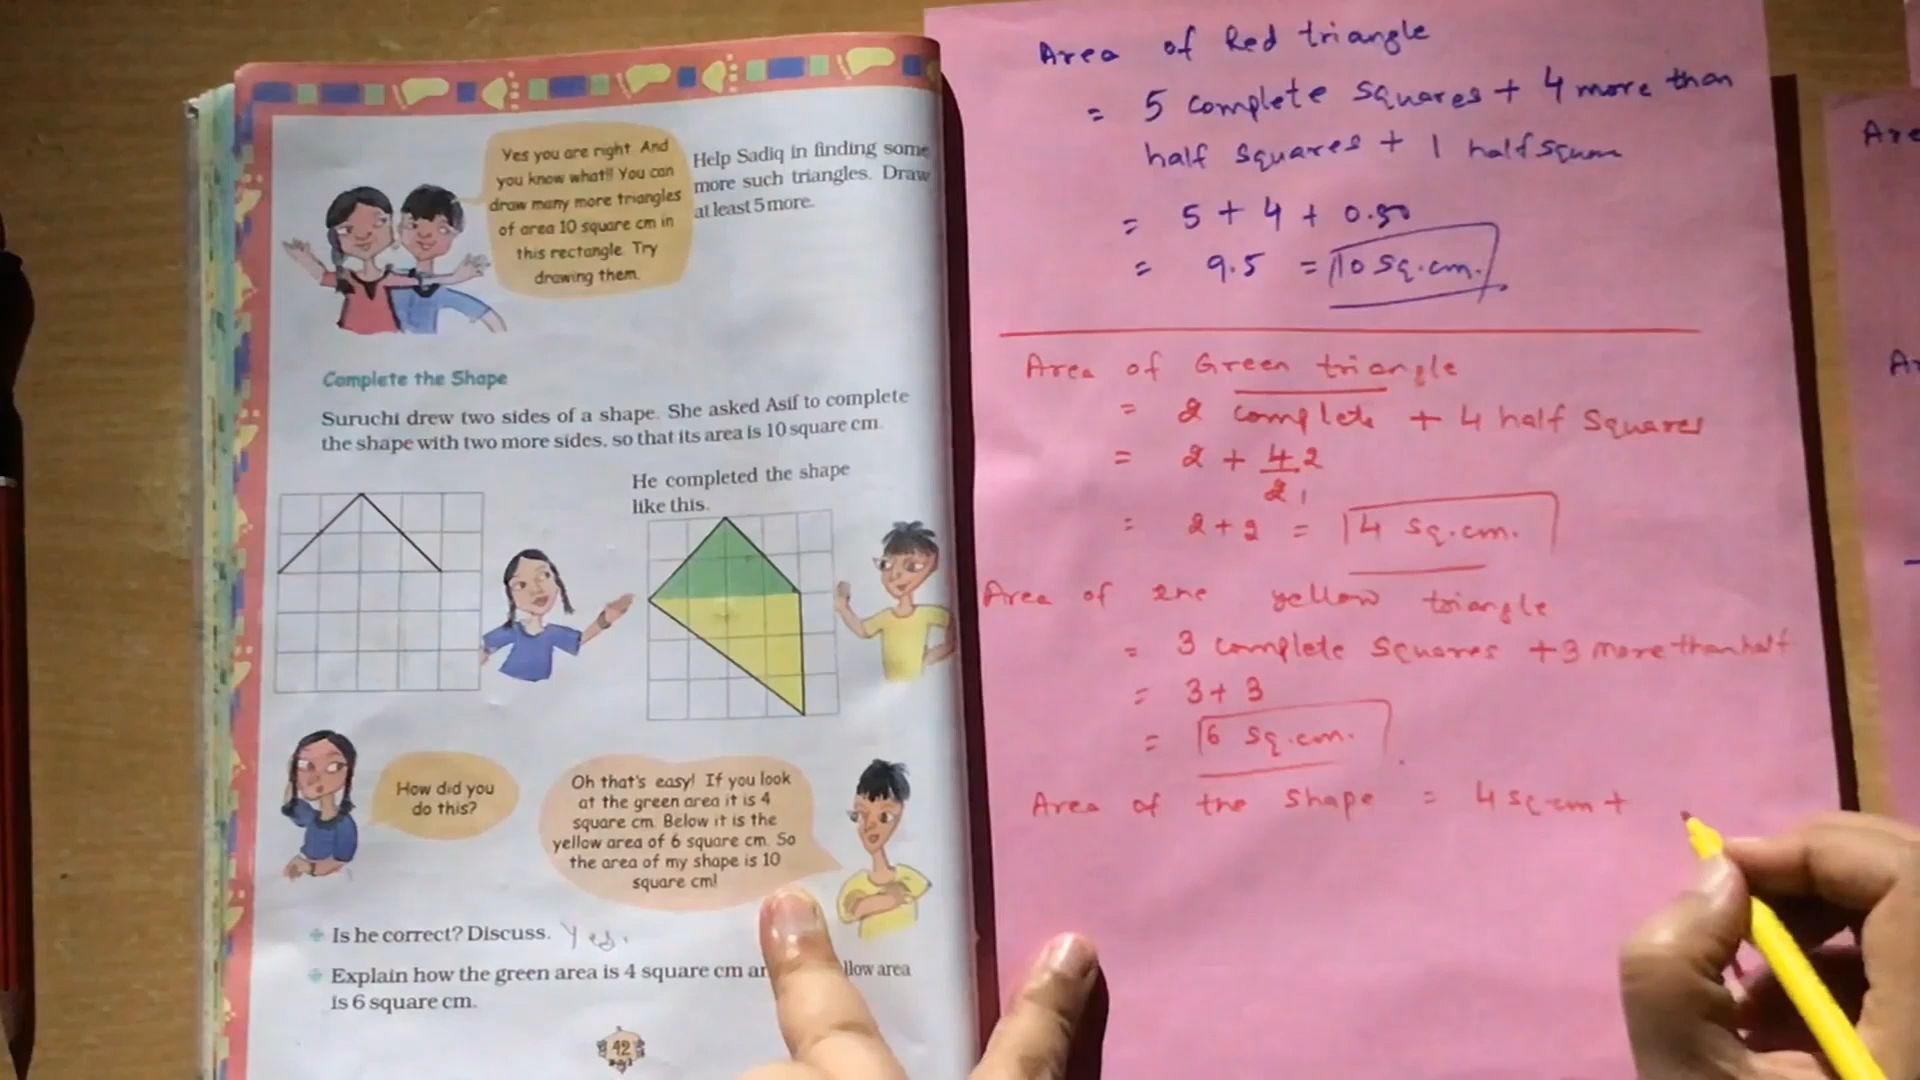 Yes you are right. And
you know what!! You can
draw many more triangles
of area 10 square cm in
this rectangle. Try
drawing them.
Help Sadiq in finding some
more such triangles. Draw
at least 5 more.
Complete the Shape
Suruchi drew two sides of a shape. She asked Asif to complete
the shape with two more sides, so that its area is 10 square cm.
He completed the shape
like this.
How did you
do this?
Oh that's easy! If you look
at the green area it is 4
square cm. Below it is the
yellow area of 6 square cm. So
the area of my shape is 10
square cm!
Is he correct? Discuss. Yes.
Explain how the green area is 4 square cm an llow area
is 6 square cm.
42
Area of Red triangle
= 5 complete squares + 4 more than
half squares + 1 half
= 5 + 4 + 0.50
= 9.5 = 10 sq.cm.
Area of Green triangle
= 2 complete + 4 half squares
= 2 + 4/2 2/1
= 2 + 2 = 4 sq.cm.
Area of yellow triangle
= 3 complete squares + 3 more than half
= 3 + 3
= 6 sq.cm.
Area of the shape = 4 sq cm +
Are
Ar